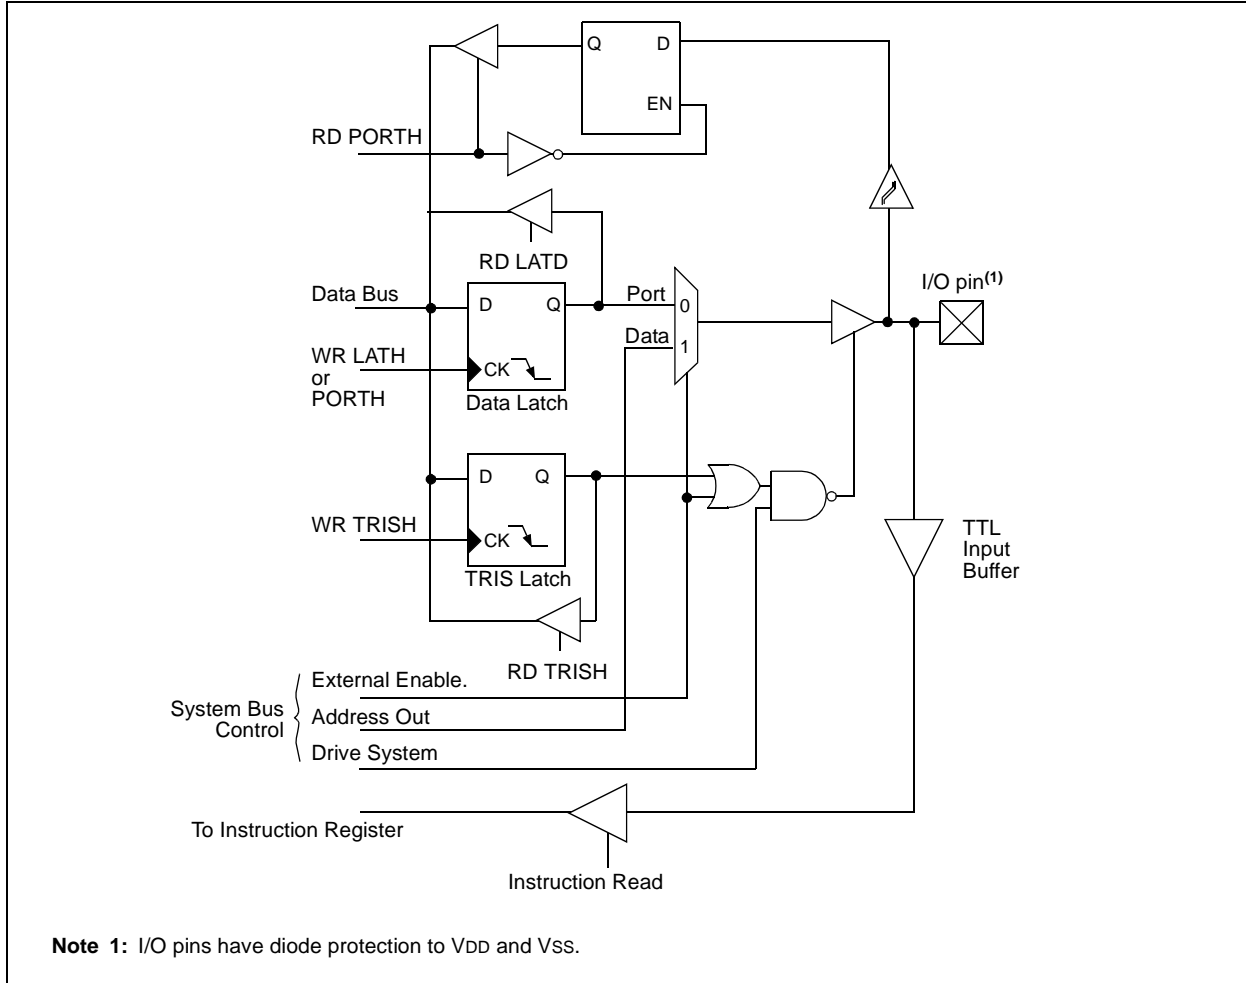 Q
D
EN
RD PORTH
RD LATD
I/O pin(1)
Data Bus
D
Q
Port
0
Data
1
WR LATH
or
PORTH
CK
Data Latch
D
Q
WR TRISH
CK
TRIS Latch
TTL
Input
Buffer
RD TRISH
System Bus
Control
External Enable.
Address Out
Drive System
To Instruction Register
Instruction Read
Note 1: I/O pins have diode protection to VDD and VSS.